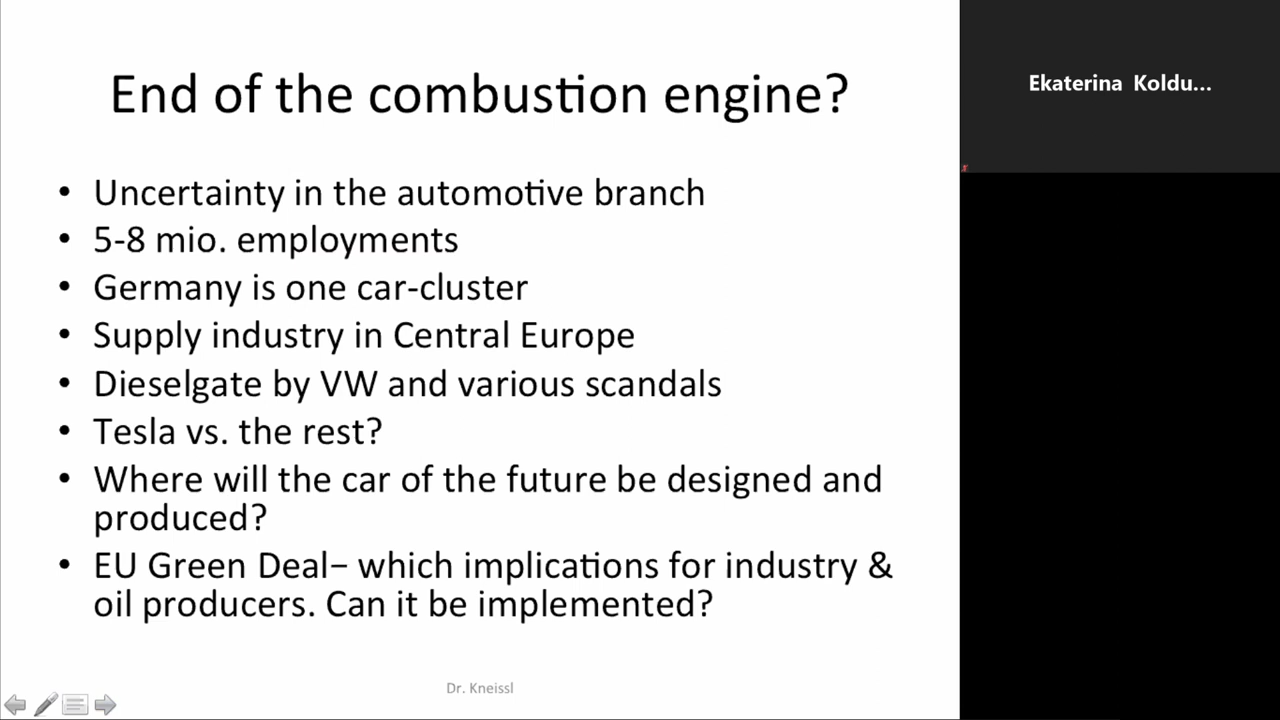 End of the combustion engine?
• Uncertainty in the automotive branch
• 5-8 mio. employments
• Germany is one car-cluster
• Supply industry in Central Europe
• Dieselgate by VW and various scandals
• Tesla vs. the rest?
• Where will the car of the future be designed and
produced?
• EU Green Deal− which implications for industry &
oil producers. Can it be implemented?
Dr. Kneissl
Ekaterina Koldu...